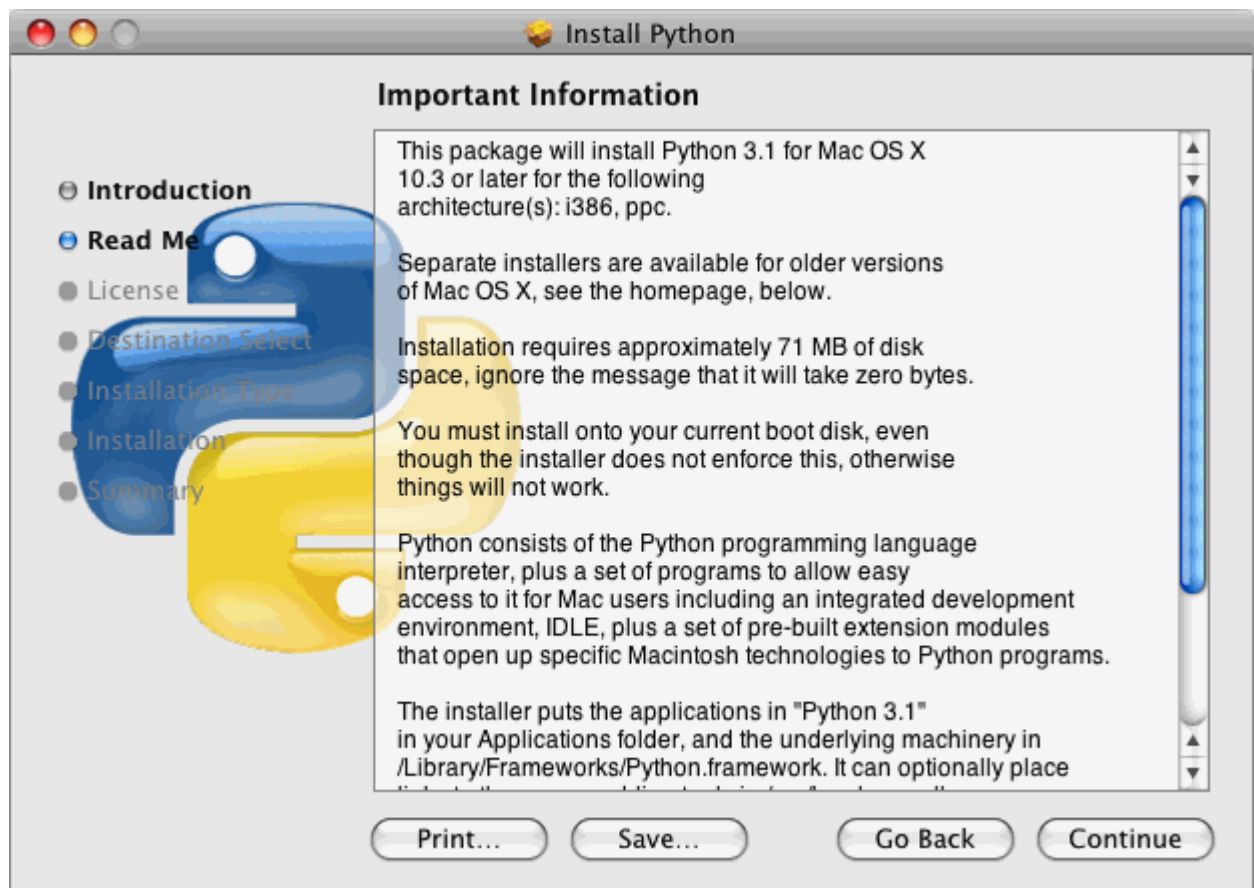 Install Python
Important Information
Introduction
Read Me
License
Destination Select
Installation Type
Installation
Summary
This package will install Python 3.1 for Mac OS X
10.3 or later for the following
architecture(s): i386, ppc.
Separate installers are available for older versions
of Mac OS X, see the homepage, below.
Installation requires approximately 71 MB of disk
space, ignore the message that it will take zero bytes.
You must install onto your current boot disk, even
though the installer does not enforce this, otherwise
things will not work.
Python consists of the Python programming language
interpreter, plus a set of programs to allow easy
access to it for Mac users including an integrated development
environment, IDLE, plus a set of pre-built extension modules
that open up specific Macintosh technologies to Python programs.
The installer puts the applications in "Python 3.1"
in your Applications folder, and the underlying machinery in
/Library/Frameworks/Python.framework. It can optionally place
Print...
Save...
Go Back
Continue